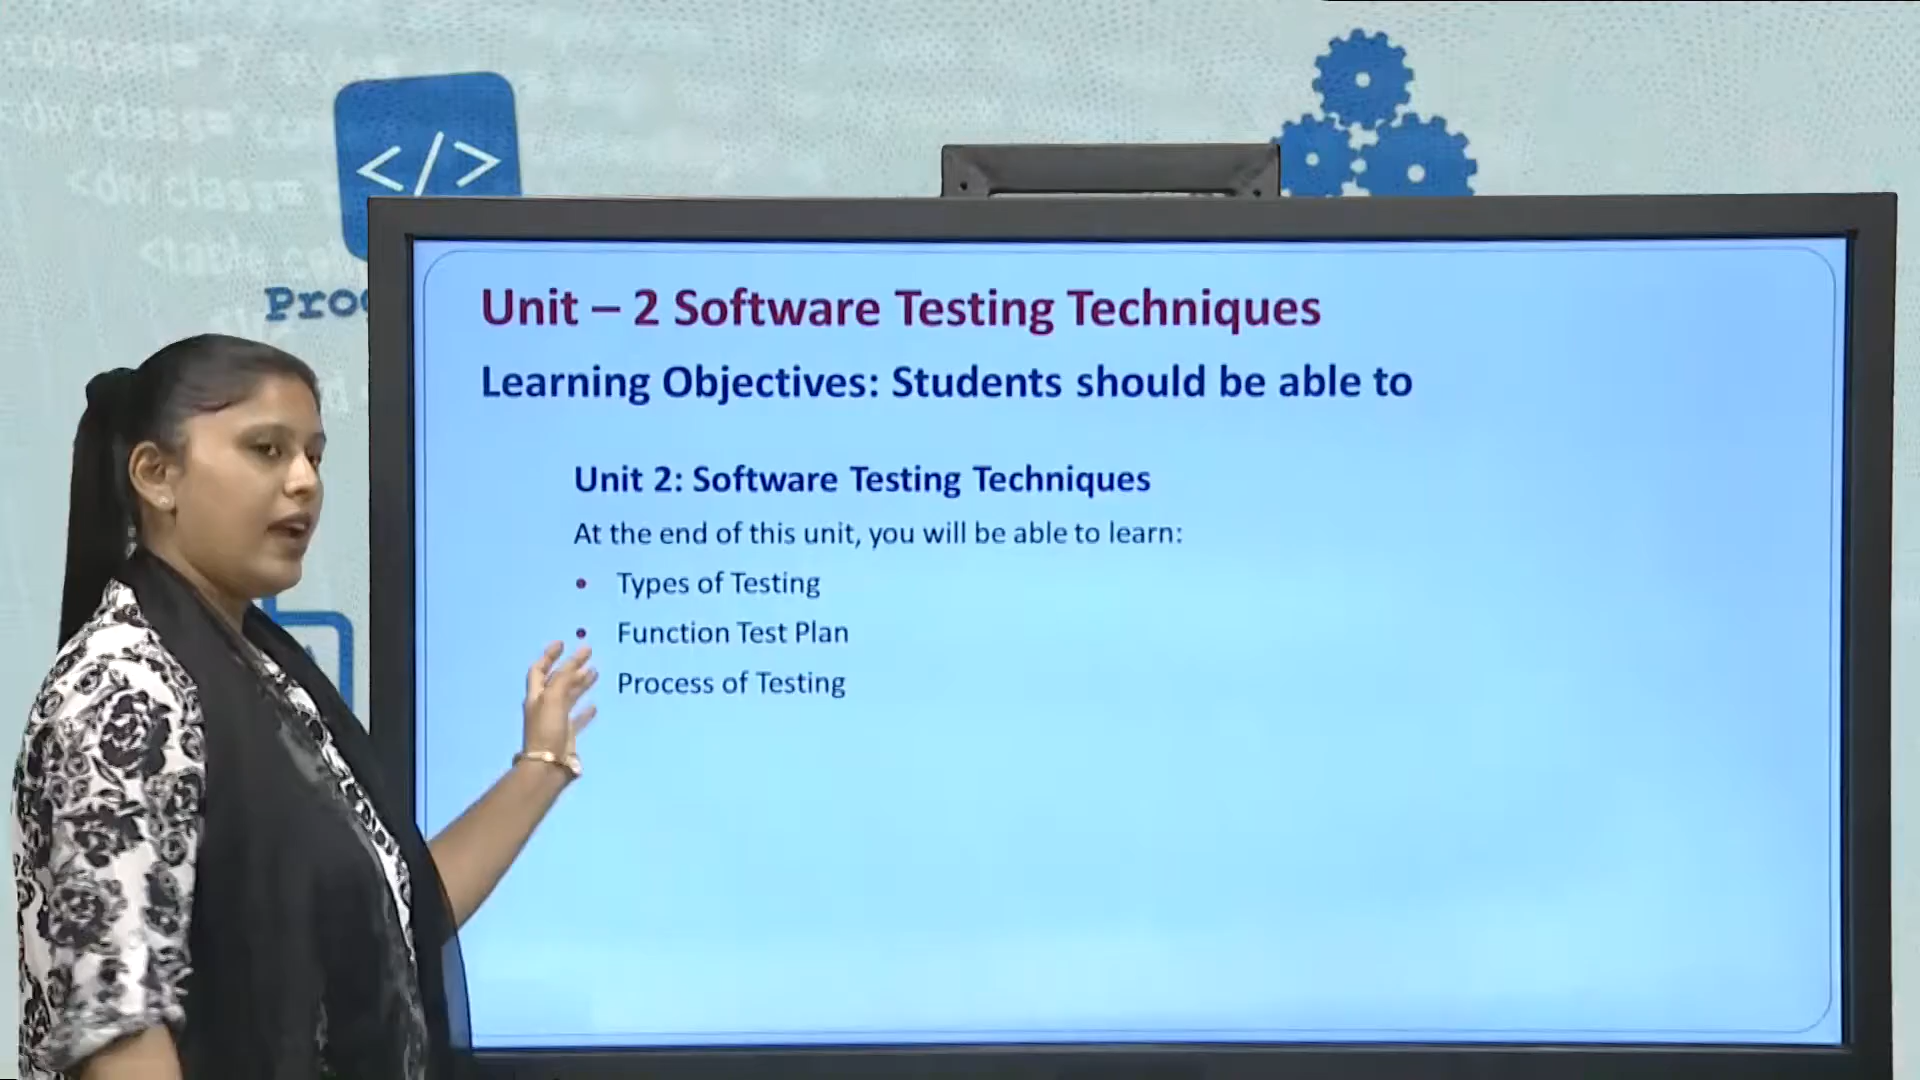 </>
Unit – 2 Software Testing Techniques
Learning Objectives: Students should be able to
Unit 2: Software Testing Techniques
At the end of this unit, you will be able to learn:
• Types of Testing
• Function Test Plan
Process of Testing